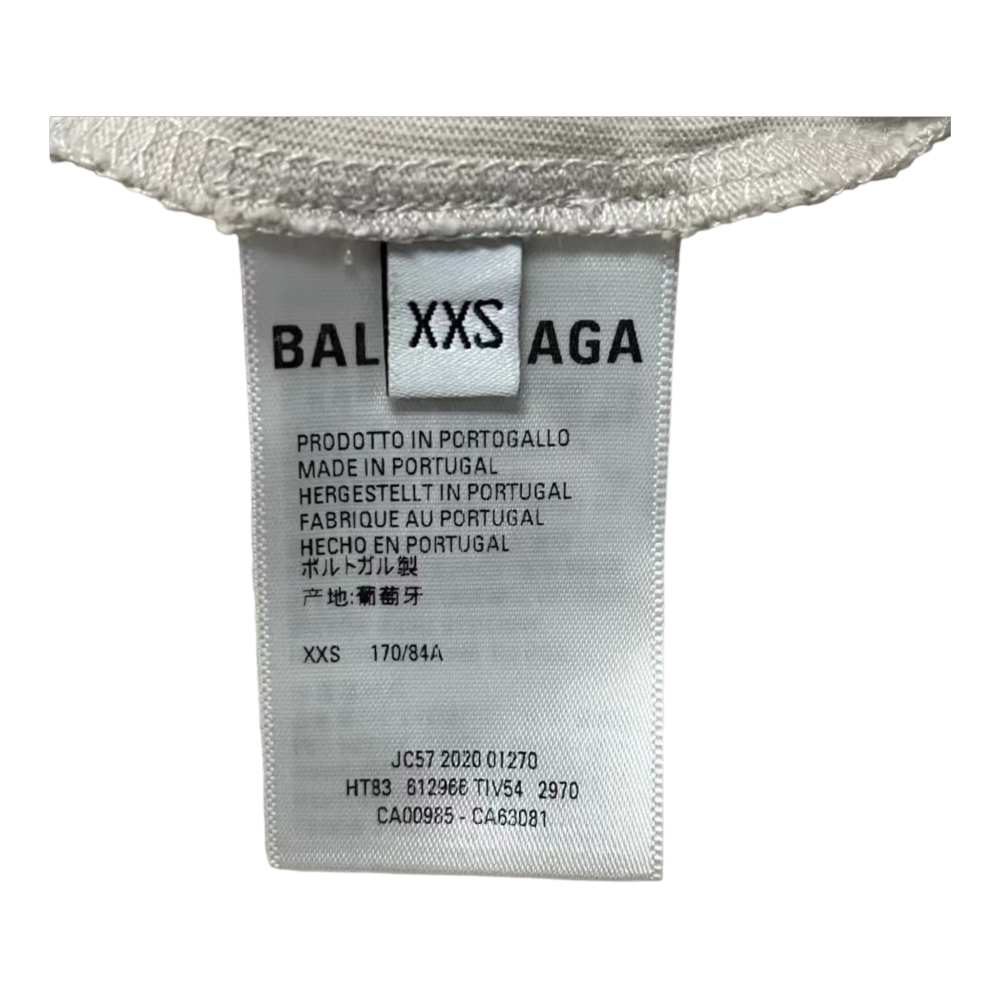 BAL XXS AGA
PRODOTTO IN PORTOGALLO
MADE IN PORTUGAL
HERGESTELLT IN PORTUGAL
FABRIQUE AU PORTUGAL
HECHO EN PORTUGAL
ポルトガル製
产地:葡萄牙
XXS 170/84A
JC57 2020 01270
HT83 612966 TIV54 2970
CA00985 - CA63081